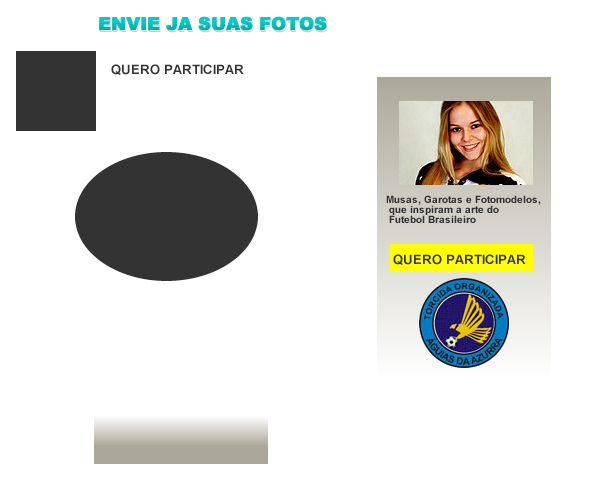 ENVIE JA SUAS FOTOS
QUERO PARTICIPAR
Musas, Garotas e Fotomodelos,
que inspiram a arte do
Futebol Brasileiro
QUERO PARTICIPAR
TORCIDA ORGANIZADA
ÁGUIAS DA AZURRA